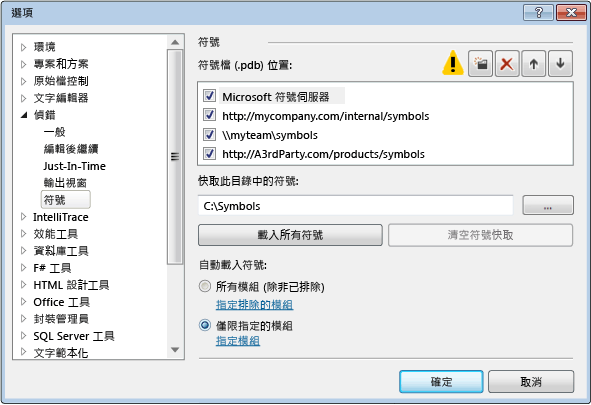 選項
環境
專案和方案
原始檔控制
文字編輯器
偵錯
一般
編輯後繼續
Just-In-Time
輸出視窗
符號
IntelliTrace
效能工具
資料庫工具
F# 工具
HTML 設計工具
Office 工具
封裝管理員
SQL Server 工具
文字範本化
符號
符號檔 (.pdb) 位置:
Microsoft 符號伺服器
http://mycompany.com/internal/symbols
\\myteam\symbols
http://A3rdParty.com/products/symbols
快取此目錄中的符號:
C:\Symbols
...
載入所有符號
清空符號快取
自動載入符號:
所有模組 (除非已排除)
指定排除的模組
僅限指定的模組
指定模組
確定
取消